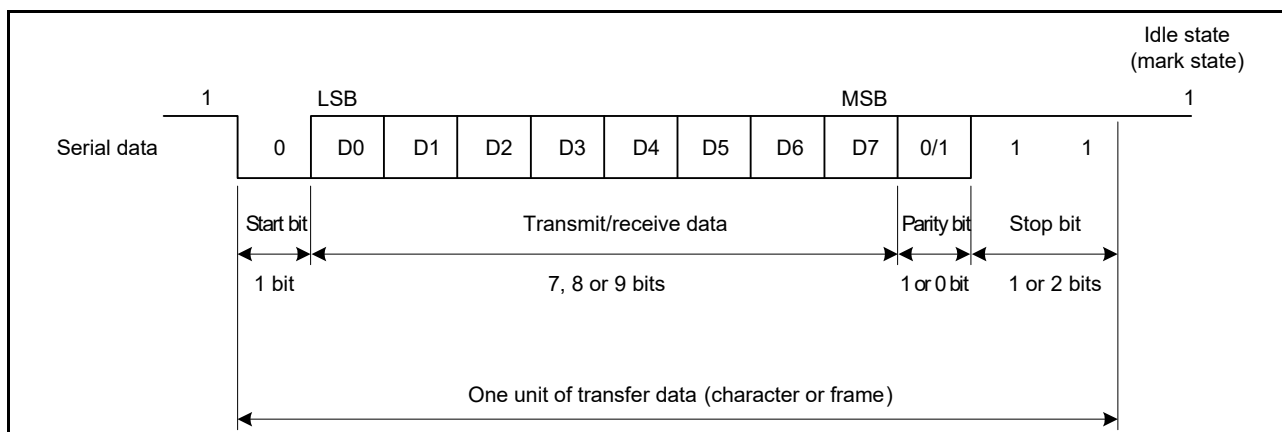 Idle state
(mark state)
1 LSB MSB 1
Serial data 0 D0 D1 D2 D3 D4 D5 D6 D7 0/1 1 1
Start bit Transmit/receive data Parity bit Stop bit
1 bit 7, 8 or 9 bits 1 or 0 bit 1 or 2 bits
One unit of transfer data (character or frame)